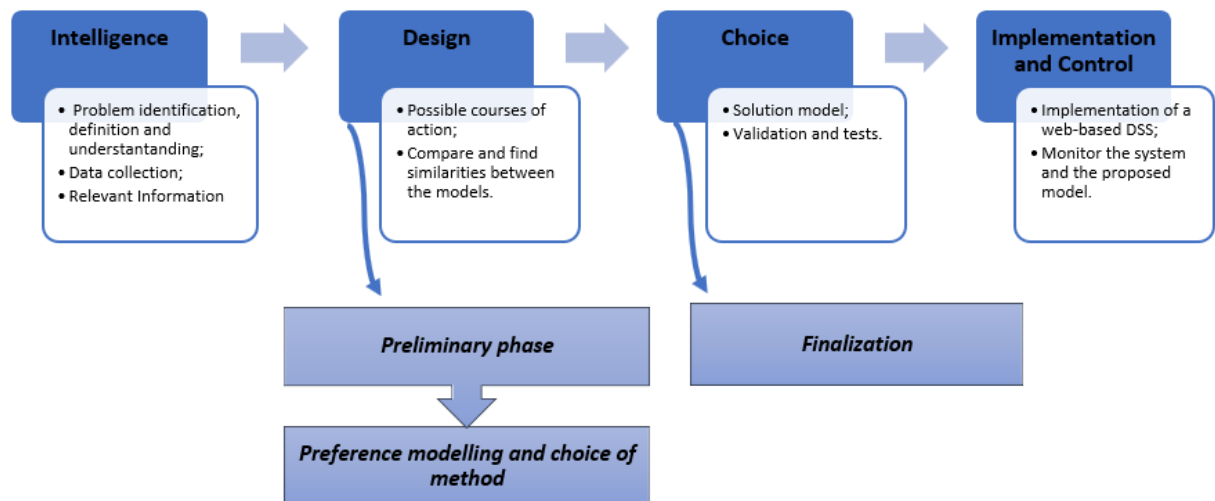 Intelligence
• Problem identification,
definition and
understantanding;
• Data collection;
• Relevant Information
Design
• Possible courses of
action;
• Compare and find
similarities between
the models.
Choice
• Solution model;
• Validation and tests.
Implementation
and Control
• Implementation of a
web-based DSS;
• Monitor the system
and the proposed
model.
Preliminary phase
Finalization
Preference modelling and choice of
method